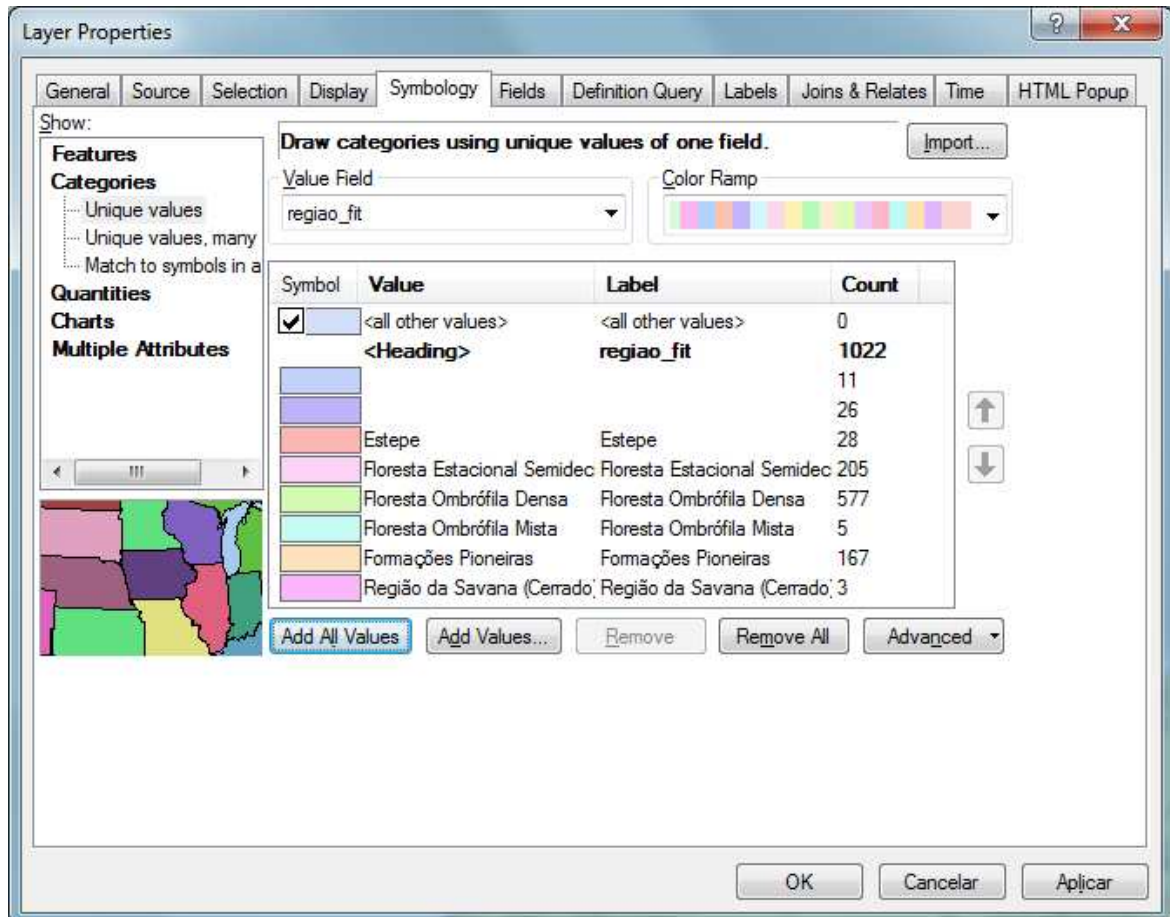 Layer Properties
General Source Selection Display Symbology Fields Definition Query Labels Joins & Relates Time HTML Popup
Show:
Features
Categories
Unique values
Unique values, many
Match to symbols in a
Quantities
Charts
Multiple Attributes
Draw categories using unique values of one field.
Import...
Value Field
regiao_fit
Color Ramp
Symbol Value Label Count
<all other values> <all other values> 0
<Heading> regiao_fit 1022
11
26
Estepe Estepe 28
Floresta Estacional Semidec Floresta Estacional Semidec 205
Floresta Ombrófila Densa Floresta Ombrófila Densa 577
Floresta Ombrófila Mista Floresta Ombrófila Mista 5
Formações Pioneiras Formações Pioneiras 167
Região da Savana (Cerrado) Região da Savana (Cerrado) 3
Add All Values Add Values... Remove Remove All Advanced
OK Cancelar Aplicar